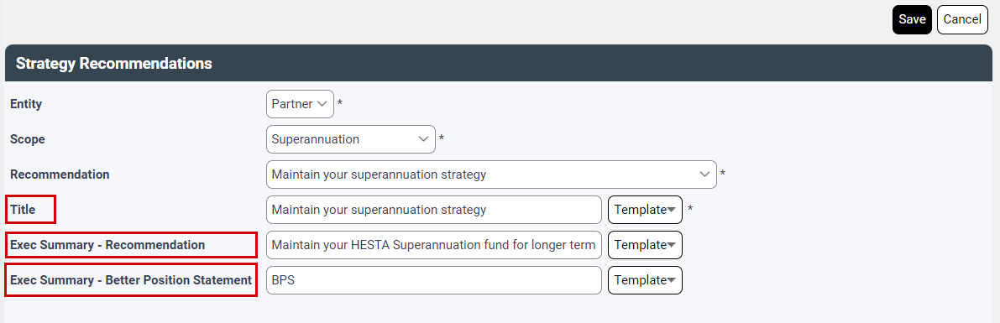 Save Cancel
Strategy Recommendations
Entity Partner *
Scope Superannuation *
Recommendation Maintain your superannuation strategy *
Title Maintain your superannuation strategy Template *
Exec Summary - Recommendation Maintain your HESTA Superannuation fund for longer term Template
Exec Summary - Better Position Statement BPS Template